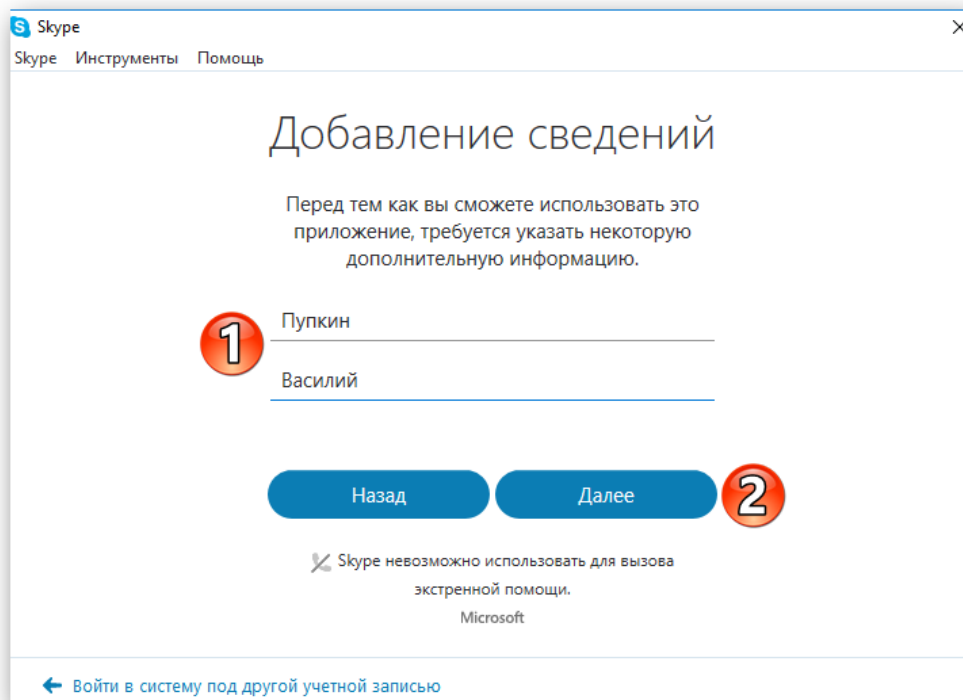 Skype
Skype Инструменты Помощь
Добавление сведений
Перед тем как вы сможете использовать это
приложение, требуется указать некоторую
дополнительную информацию.
Пупкин
1
Василий
Назад Далее 2
Skype невозможно использовать для вызова
экстренной помощи.
Microsoft
Войти в систему под другой учетной записью